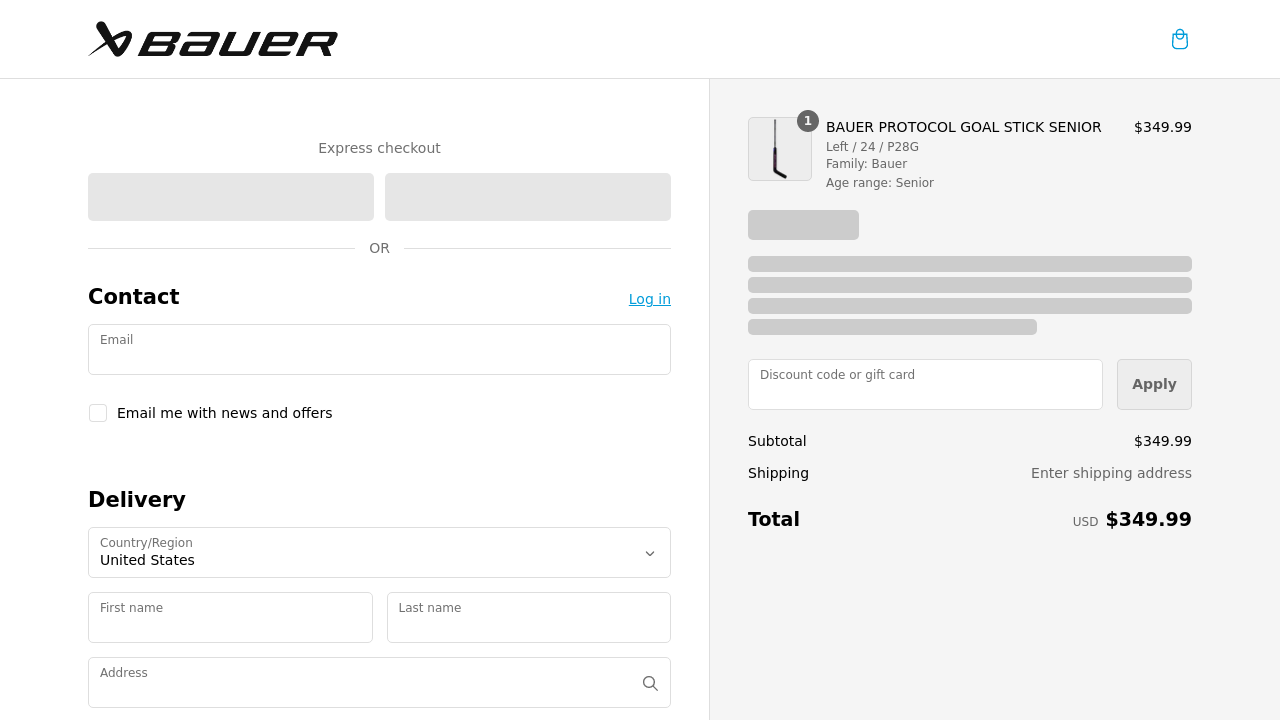 BAUER
Express checkout
OR
Contact
Log in
Email
Email me with news and offers
Delivery
Country/Region
United States
First name
Last name
Address
1
BAUER PROTOCOL GOAL STICK SENIOR
$349.99
Left / 24 / P28G
Family: Bauer
Age range: Senior
Discount code or gift card
Apply
Subtotal
$349.99
Shipping
Enter shipping address
Total
USD $349.99